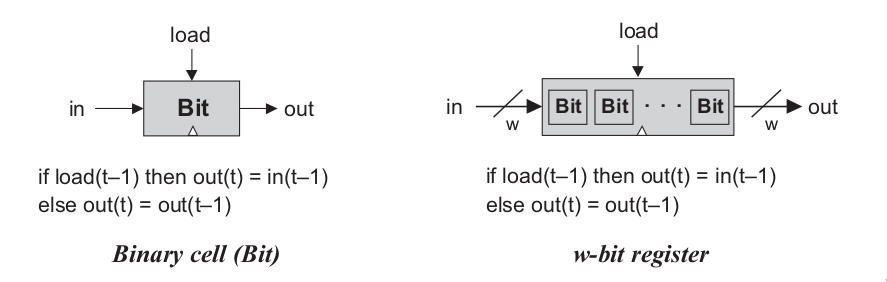 load
in
Bit
out
if load(t–1) then out(t) = in(t–1)
else out(t) = out(t–1)
Binary cell (Bit)
load
in
w
Bit Bit · · · Bit
w
out
if load(t–1) then out(t) = in(t–1)
else out(t) = out(t–1)
w-bit register